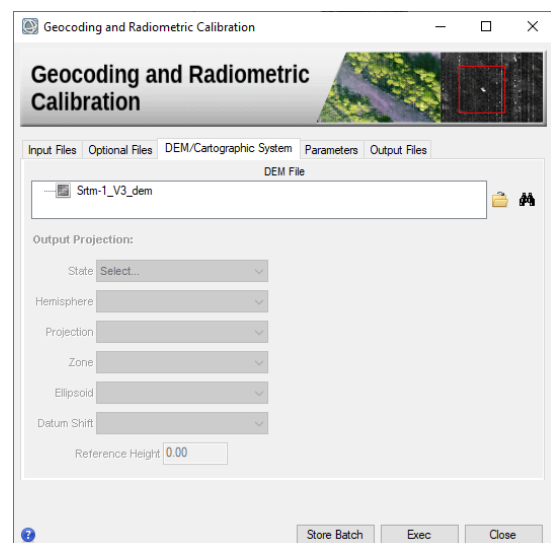 Geocoding and Radiometric Calibration
Geocoding and Radiometric
Calibration
Input Files Optional Files DEM/Cartographic System Parameters Output Files
DEM File
Srtm-1_V3_dem
Output Projection:
State Select...
Hemisphere
Projection
Zone
Ellipsoid
Datum Shift
Reference Height 0.00
Store Batch Exec Close